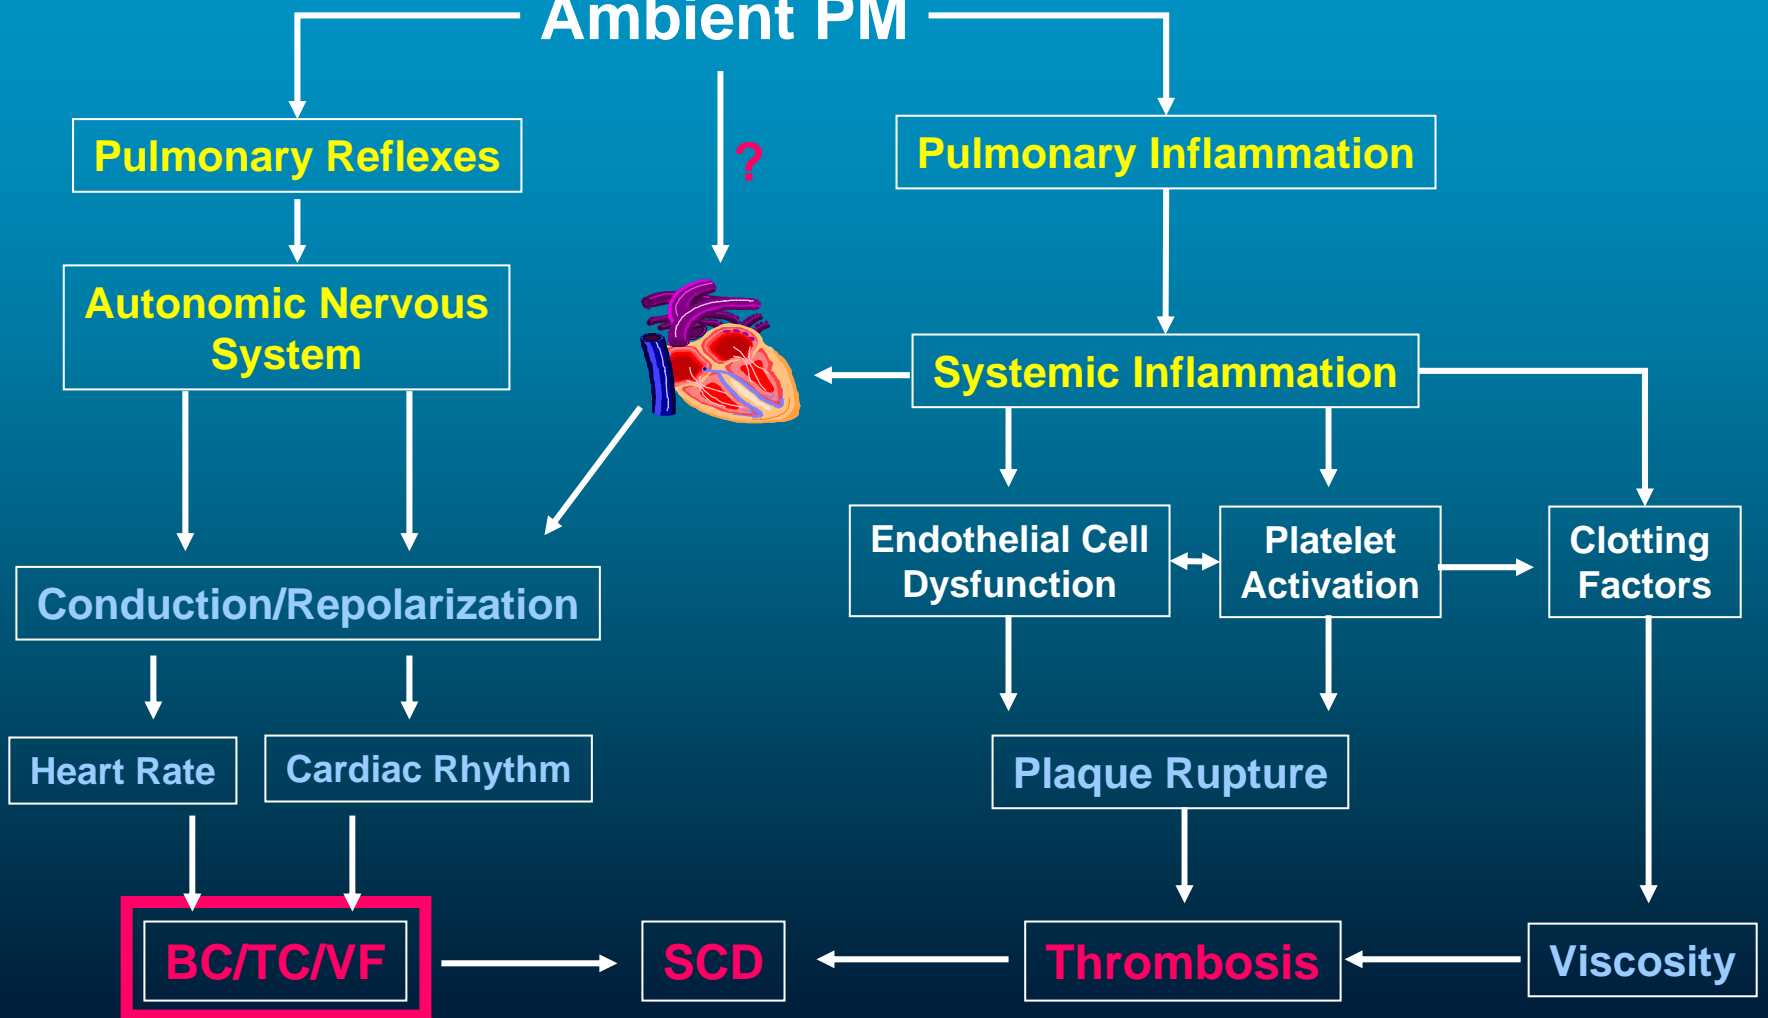 Ambient PM
Pulmonary Reflexes
?
Pulmonary Inflammation
Autonomic Nervous
System
Systemic Inflammation
Endothelial Cell
Dysfunction
Platelet
Activation
Clotting
Factors
Conduction/Repolarization
Heart Rate
Cardiac Rhythm
Plaque Rupture
BC/TC/VF
SCD
Thrombosis
Viscosity